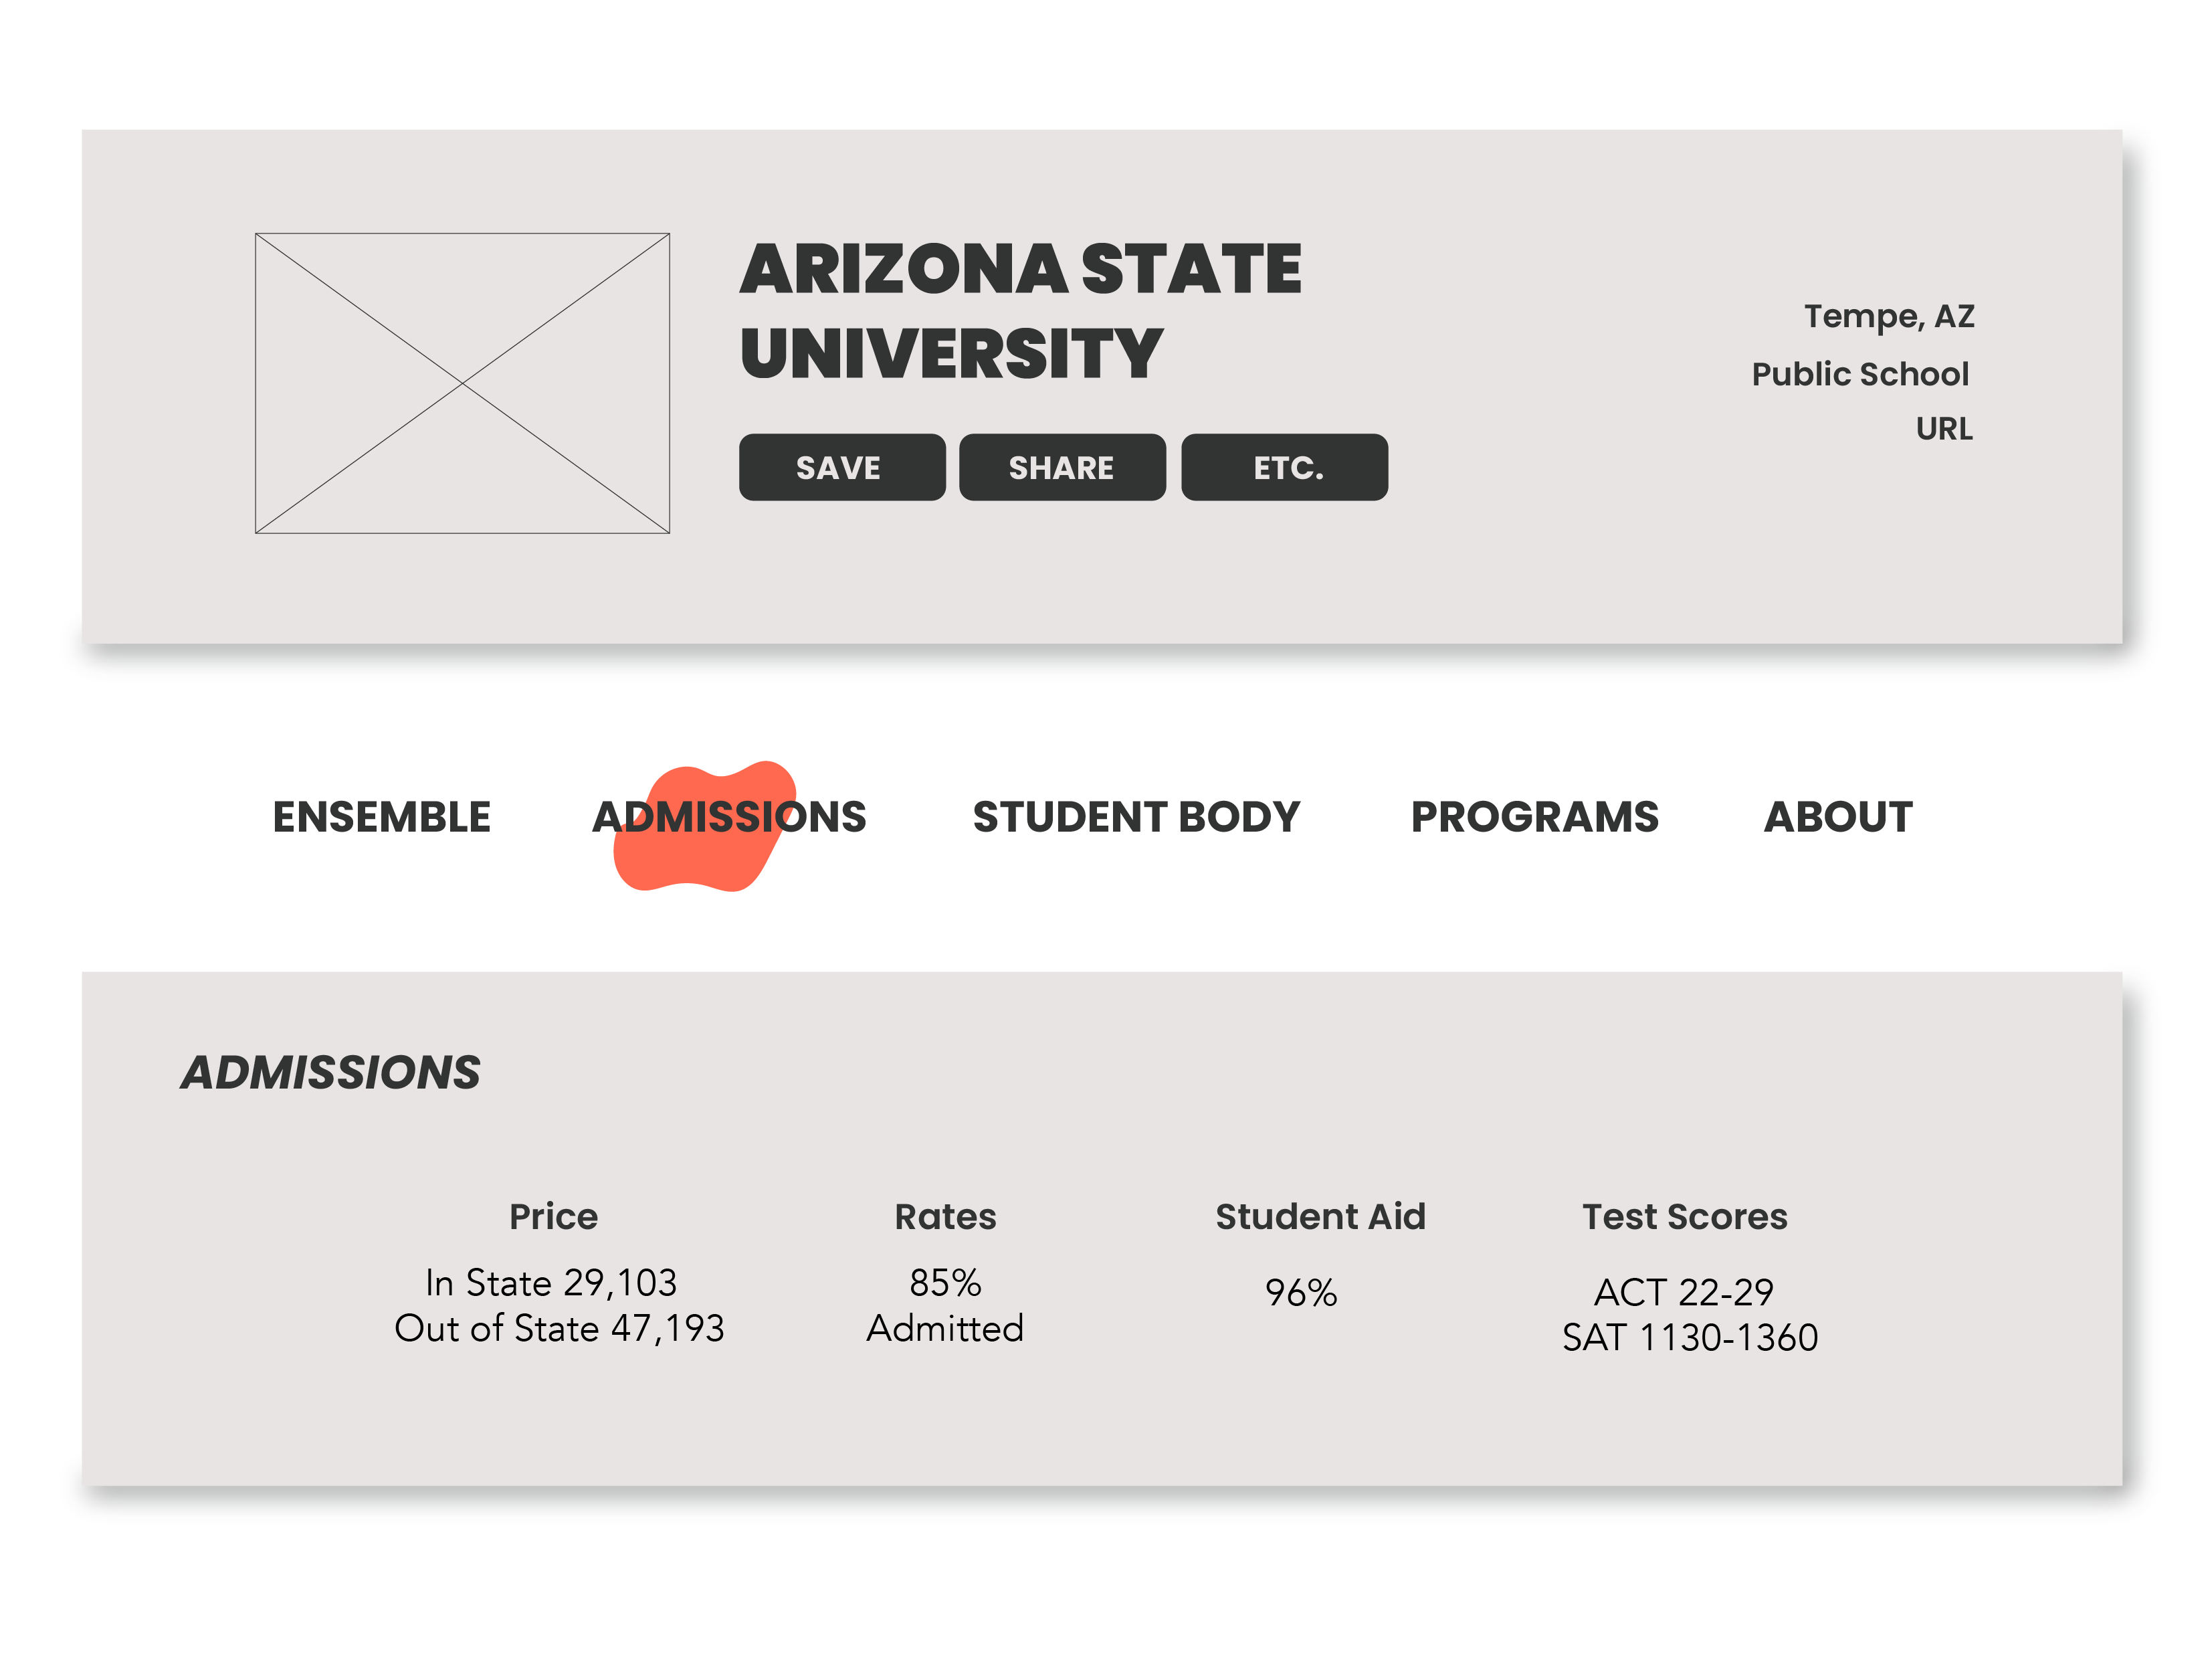 ARIZONA STATE
UNIVERSITY
SAVE SHARE ETC.
Tempe, AZ
Public School
URL
ENSEMBLE ADMISSIONS STUDENT BODY PROGRAMS ABOUT
ADMISSIONS
Price
In State 29,103
Out of State 47,193
Rates
85%
Admitted
Student Aid
96%
Test Scores
ACT 22-29
SAT 1130-1360